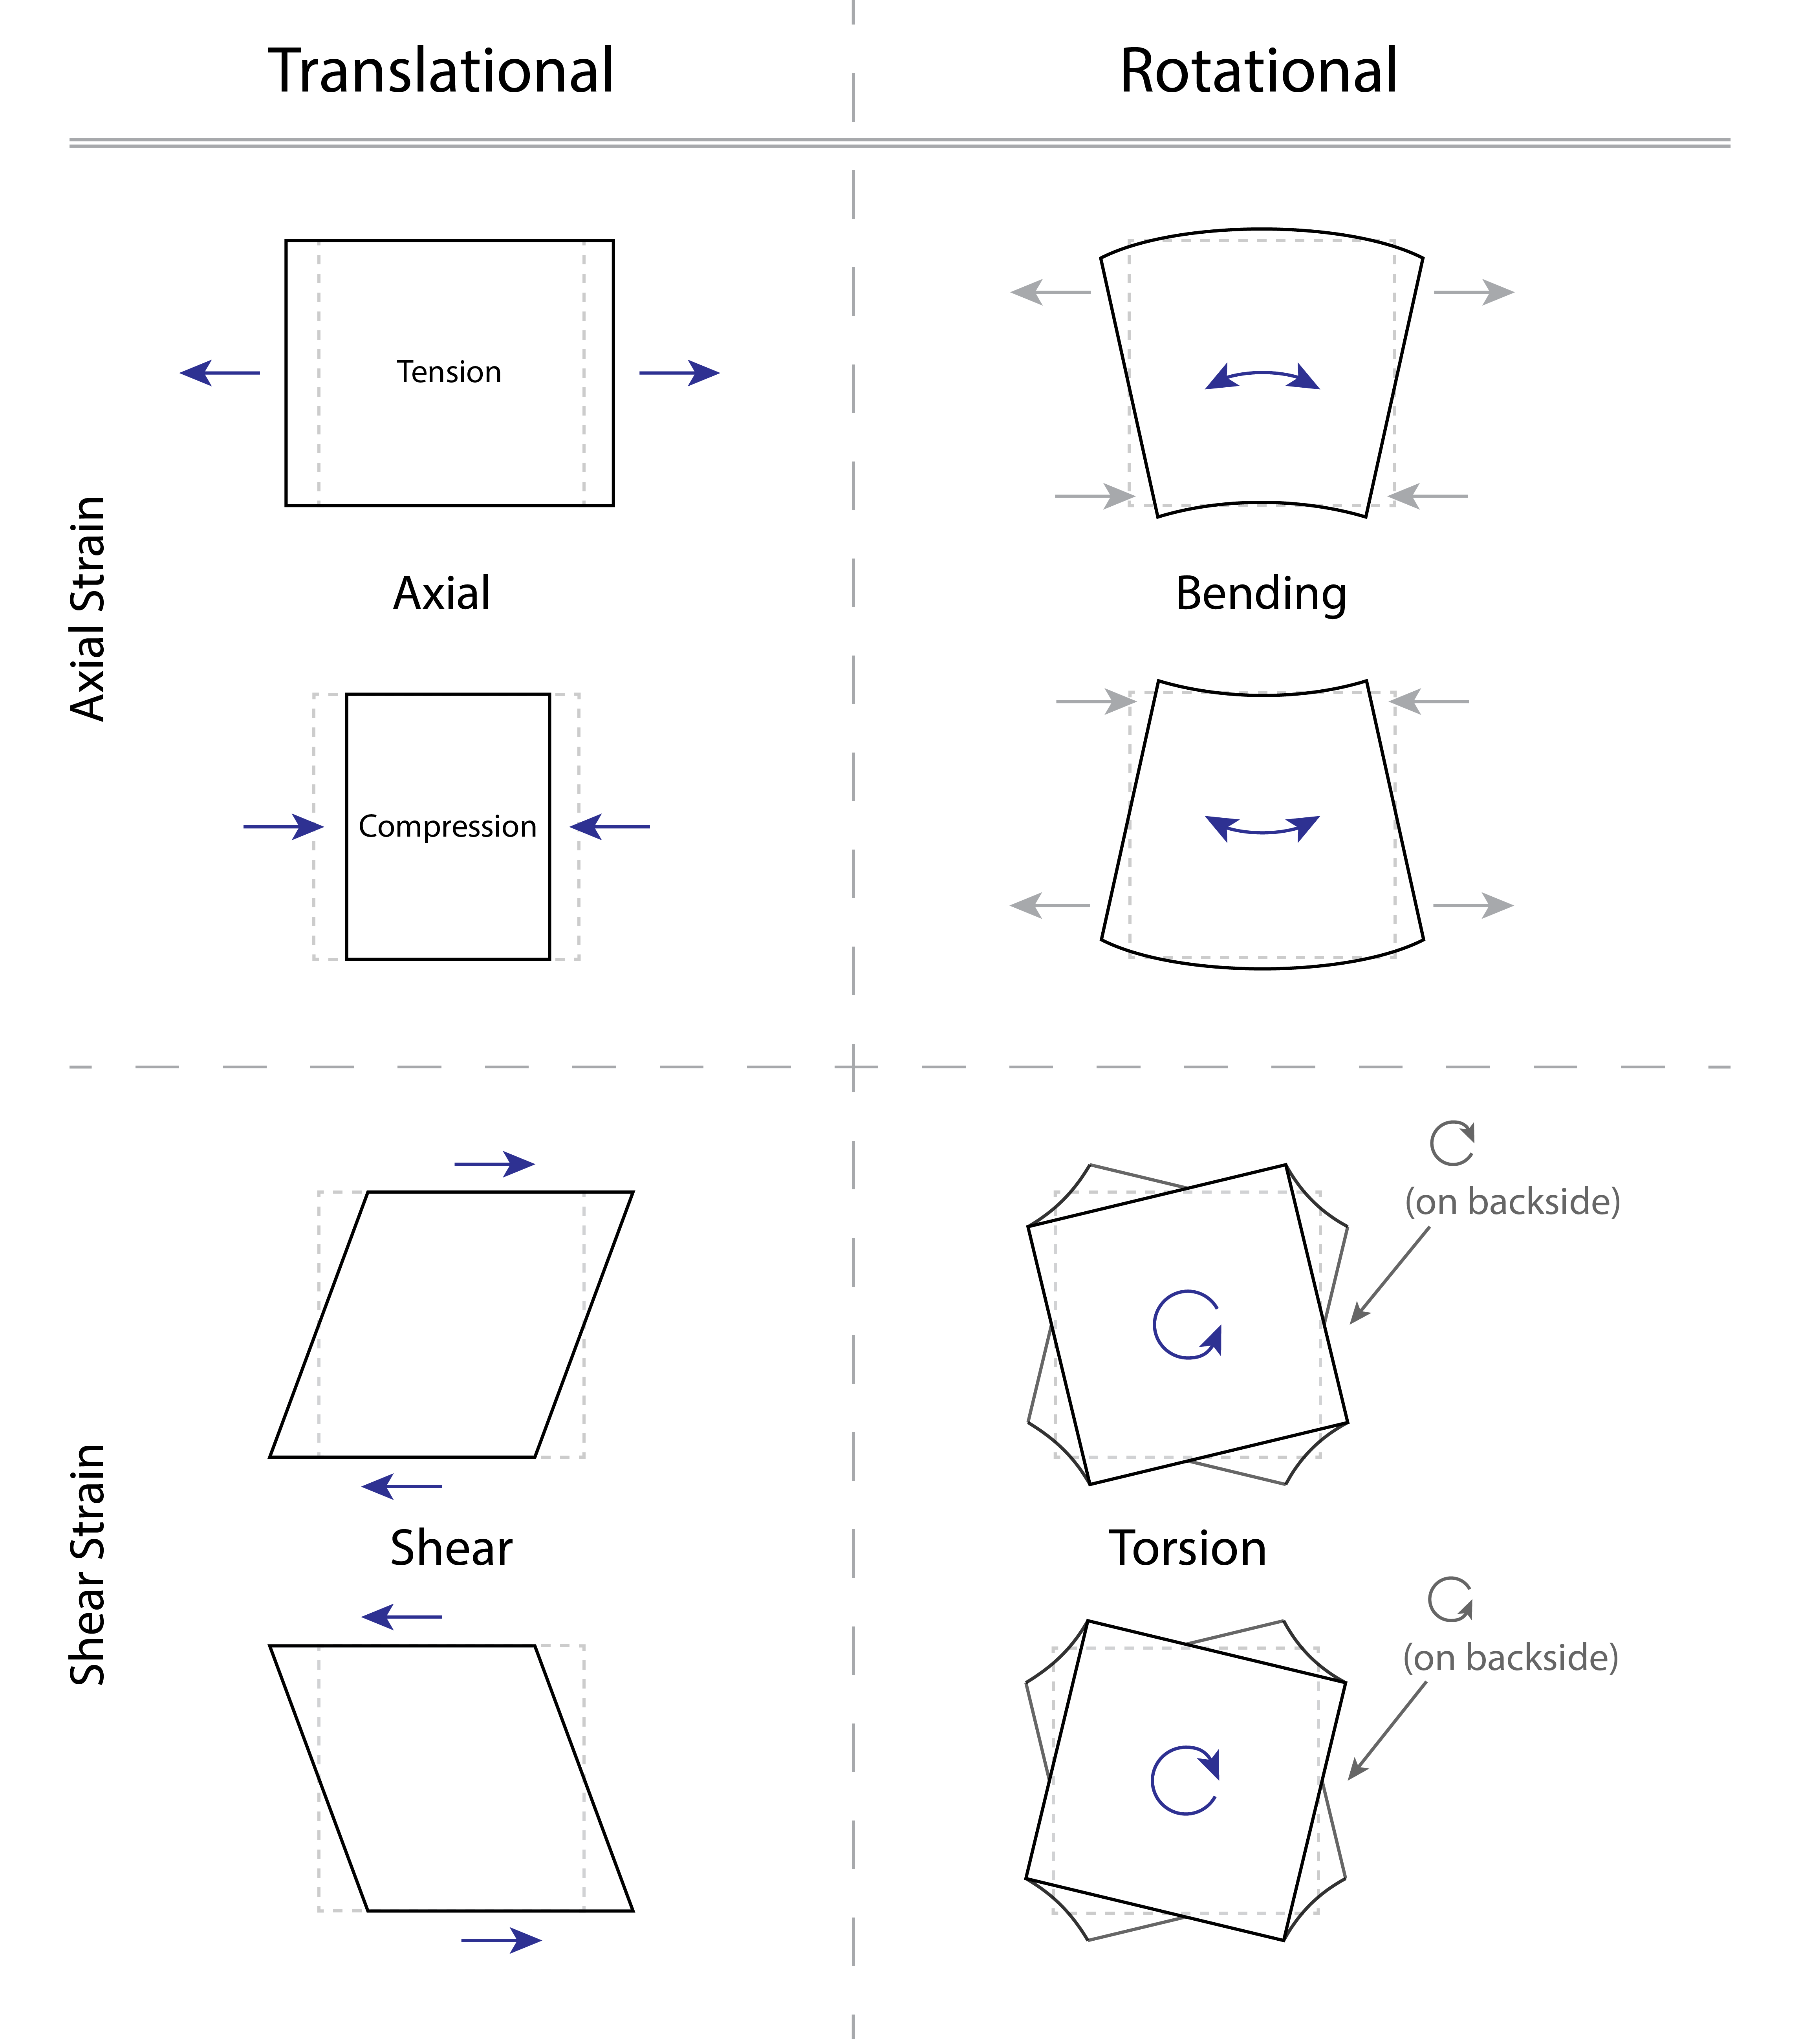 Translational
Rotational
Axial Strain
Tension
Axial
Bending
Compression
Shear Strain
(on backside)
Shear
Torsion
(on backside)